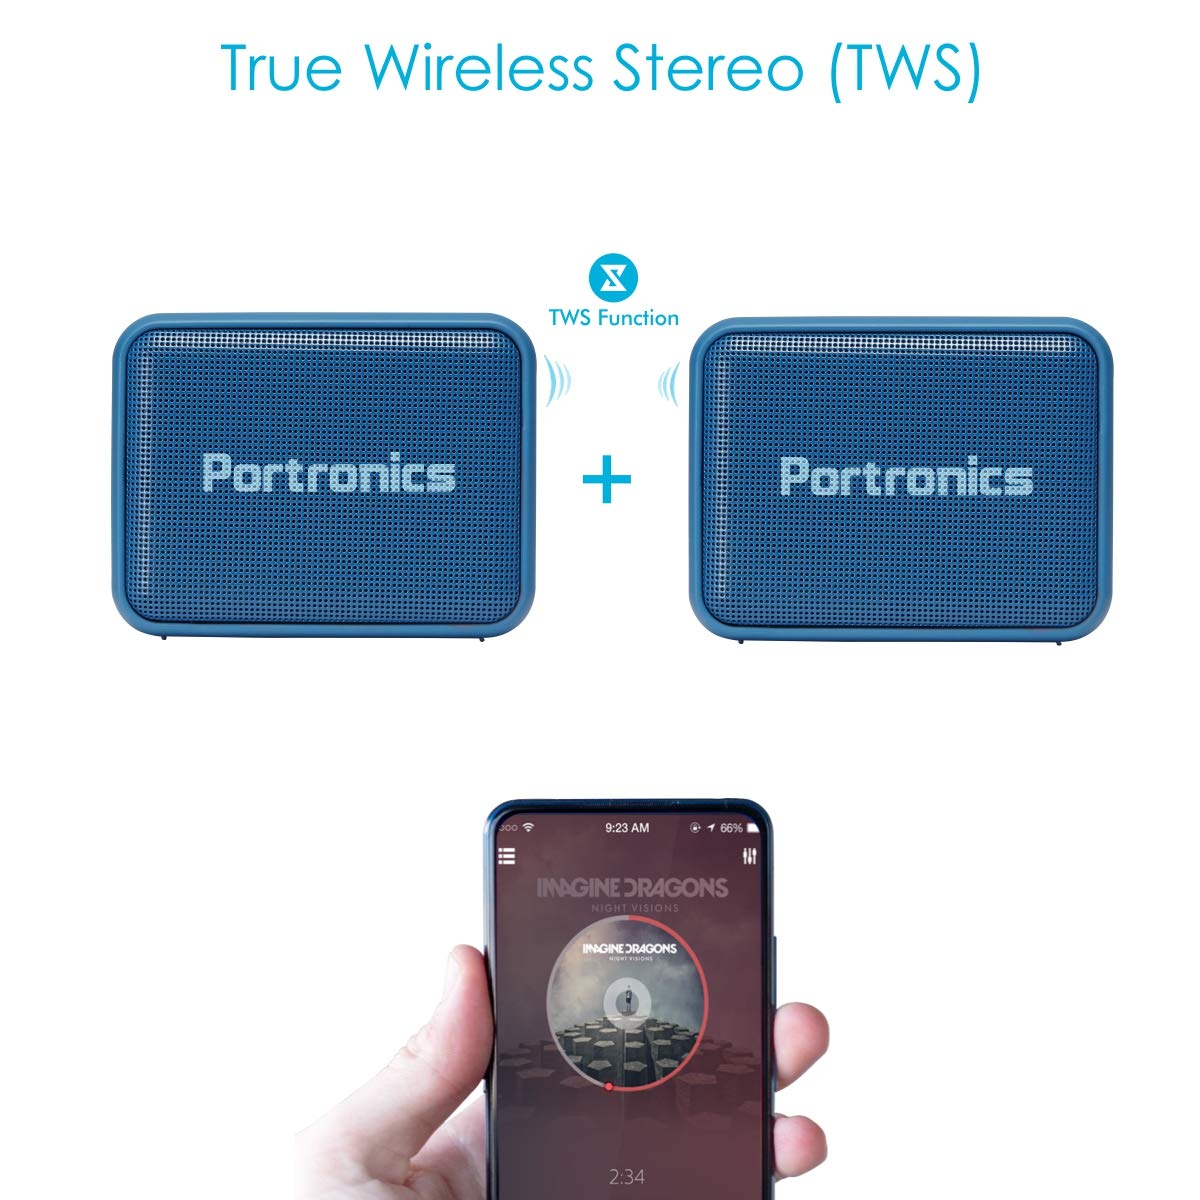 True Wireless Stereo (TWS)
TWS Function
Portronics
Portronics
9:23 AM
66%
IMAGINE DRAGONS
NIGHT VISIONS
IMAGINE DRAGONS
NIGHT VISIONS
2:34